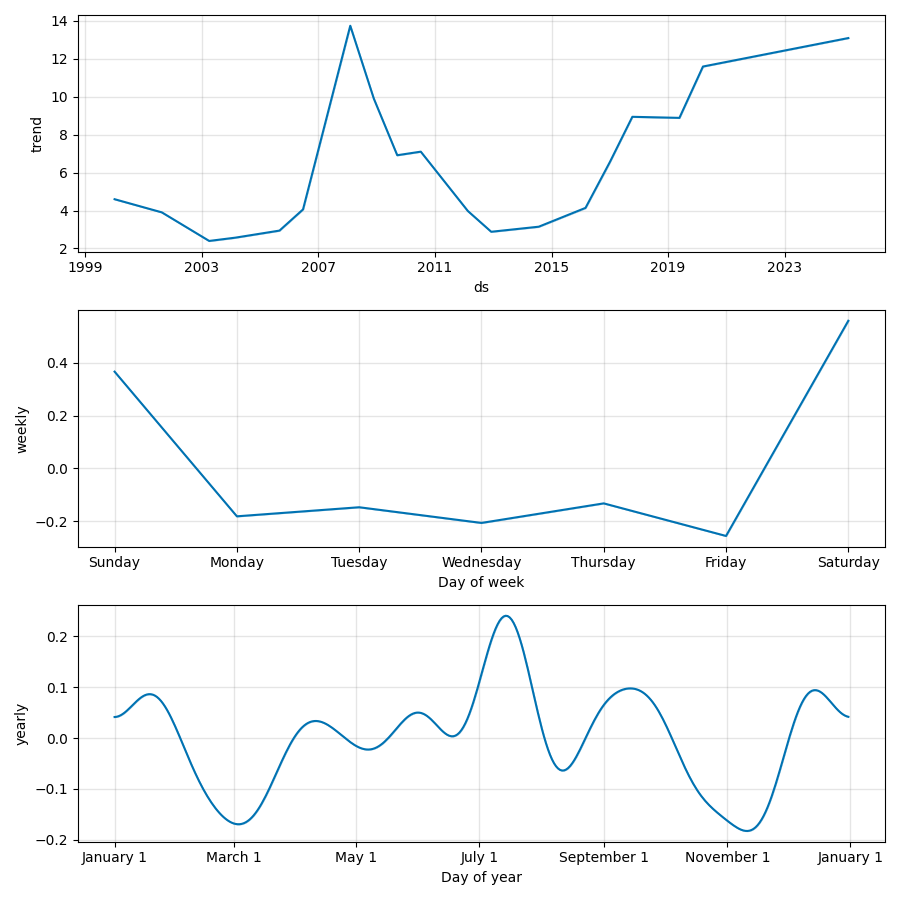 14
12
10
8
6
4
2
trend
1999 2003 2007 2011 2015 2019 2023
ds
0.4
0.2
0.0
−0.2
weekly
Sunday Monday Tuesday Wednesday Thursday Friday Saturday
Day of week
0.2
0.1
0.0
−0.1
−0.2
yearly
January 1 March 1 May 1 July 1 September 1 November 1 January 1
Day of year